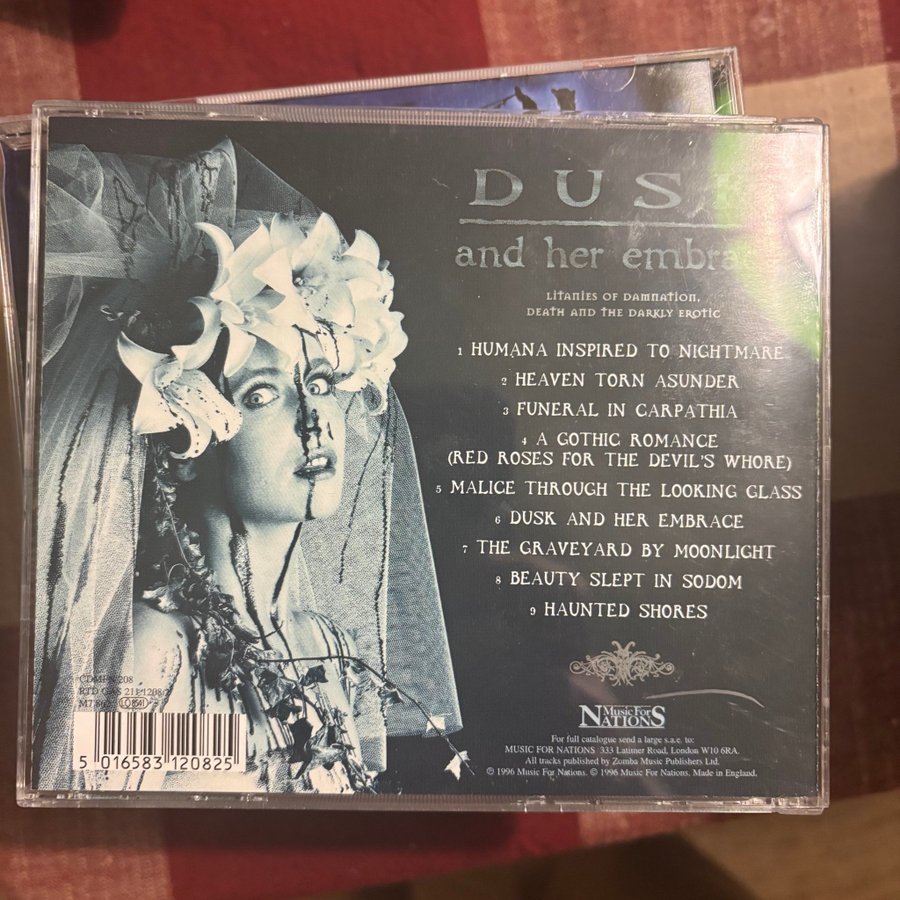 DUSK
and her embrace
LITANIES OF DAMNATION,
DEATH AND THE DARKLY EROTIC
1 HUMANA INSPIRED TO NIGHTMARE
2 HEAVEN TORN ASUNDER
3 FUNERAL IN CARPATHIA
4 A GOTHIC ROMANCE
(RED ROSES FOR THE DEVIL'S WHORE)
5 MALICE THROUGH THE LOOKING GLASS
6 DUSK AND HER EMBRACE
7 THE GRAVEYARD BY MOONLIGHT
8 BEAUTY SLEPT IN SODOM
9 HAUNTED SHORES
CDMFN 208
RTD
5 016583 120825
Music For
NATIONS
For full catalogue send a large s.a.e. to:
MUSIC FOR NATIONS 333 Latimer Road, London W10 6RA.
All tracks published by Zomba Music Publishers Ltd.
℗ 1996 Music For Nations. © 1996 Music For Nations. Made in England.